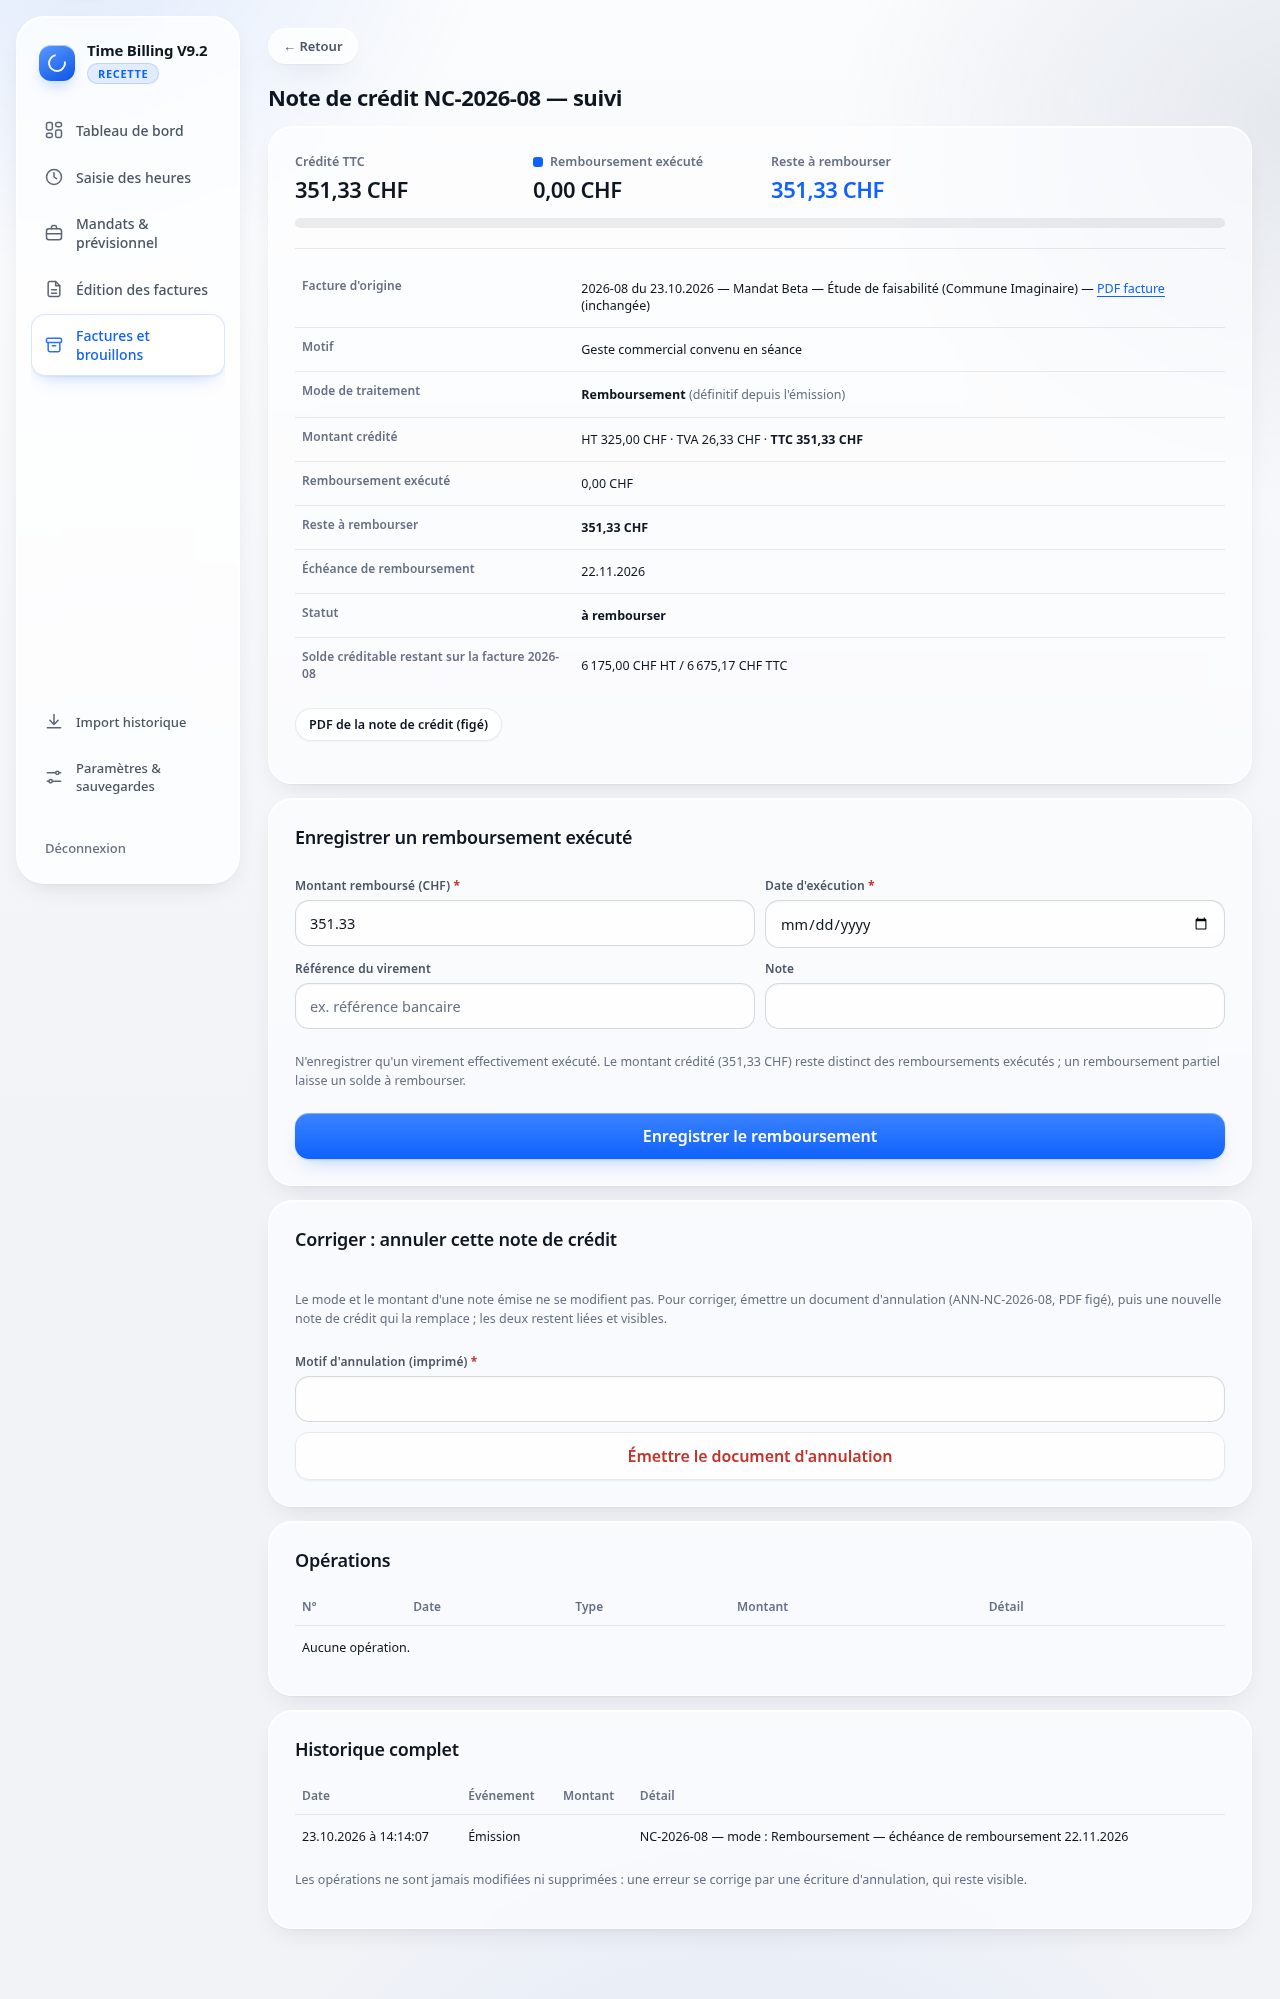 Time Billing V9.2
RECETTE
Tableau de bord
Saisie des heures
Mandats &
prévisionnel
Édition des factures
Factures et
brouillons
Import historique
Paramètres &
sauvegardes
Déconnexion
← Retour
Note de crédit NC-2026-08 — suivi
Crédité TTC
351,33 CHF
Remboursement exécuté
0,00 CHF
Reste à rembourser
351,33 CHF
Facture d'origine
2026-08 du 23.10.2026 — Mandat Beta — Étude de faisabilité (Commune Imaginaire) — PDF facture
(inchangée)
Motif
Geste commercial convenu en séance
Mode de traitement
Remboursement (définitif depuis l'émission)
Montant crédité
HT 325,00 CHF · TVA 26,33 CHF · TTC 351,33 CHF
Remboursement exécuté
0,00 CHF
Reste à rembourser
351,33 CHF
Échéance de remboursement
22.11.2026
Statut
à rembourser
Solde créditable restant sur la facture 2026-
08
6 175,00 CHF HT / 6 675,17 CHF TTC
PDF de la note de crédit (figé)
Enregistrer un remboursement exécuté
Montant remboursé (CHF) *
351.33
Date d'exécution *
mm/dd/yyyy
Référence du virement
ex. référence bancaire
Note
N'enregistrer qu'un virement effectivement exécuté. Le montant crédité (351,33 CHF) reste distinct des remboursements exécutés ; un remboursement partiel
laisse un solde à rembourser.
Enregistrer le remboursement
Corriger : annuler cette note de crédit
Le mode et le montant d'une note émise ne se modifient pas. Pour corriger, émettre un document d'annulation (ANN-NC-2026-08, PDF figé), puis une nouvelle
note de crédit qui la remplace ; les deux restent liées et visibles.
Motif d'annulation (imprimé) *
Émettre le document d'annulation
Opérations
N° Date Type Montant Détail
Aucune opération.
Historique complet
Date Événement Montant Détail
23.10.2026 à 14:14:07 Émission NC-2026-08 — mode : Remboursement — échéance de remboursement 22.11.2026
Les opérations ne sont jamais modifiées ni supprimées : une erreur se corrige par une écriture d'annulation, qui reste visible.